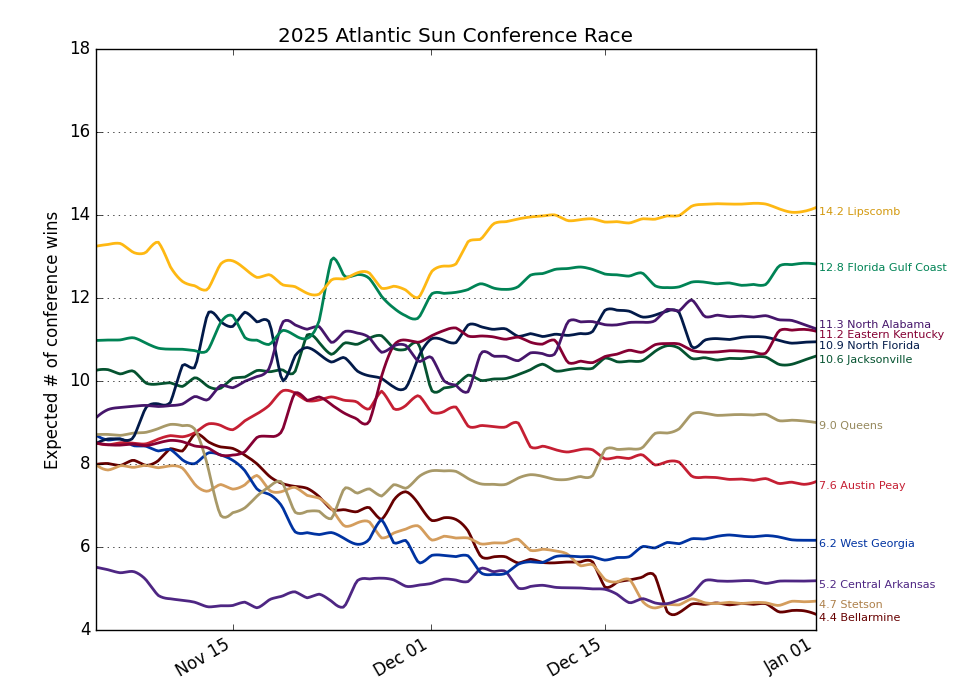 2025 Atlantic Sun Conference Race
Expected # of conference wins
18
16
14
12
10
8
6
4
Nov 15
Dec 01
Dec 15
Jan 01
14.2 Lipscomb
12.8 Florida Gulf Coast
11.3 North Alabama
11.2 Eastern Kentucky
10.9 North Florida
10.6 Jacksonville
9.0 Queens
7.6 Austin Peay
6.2 West Georgia
5.2 Central Arkansas
4.7 Stetson
4.4 Bellarmine